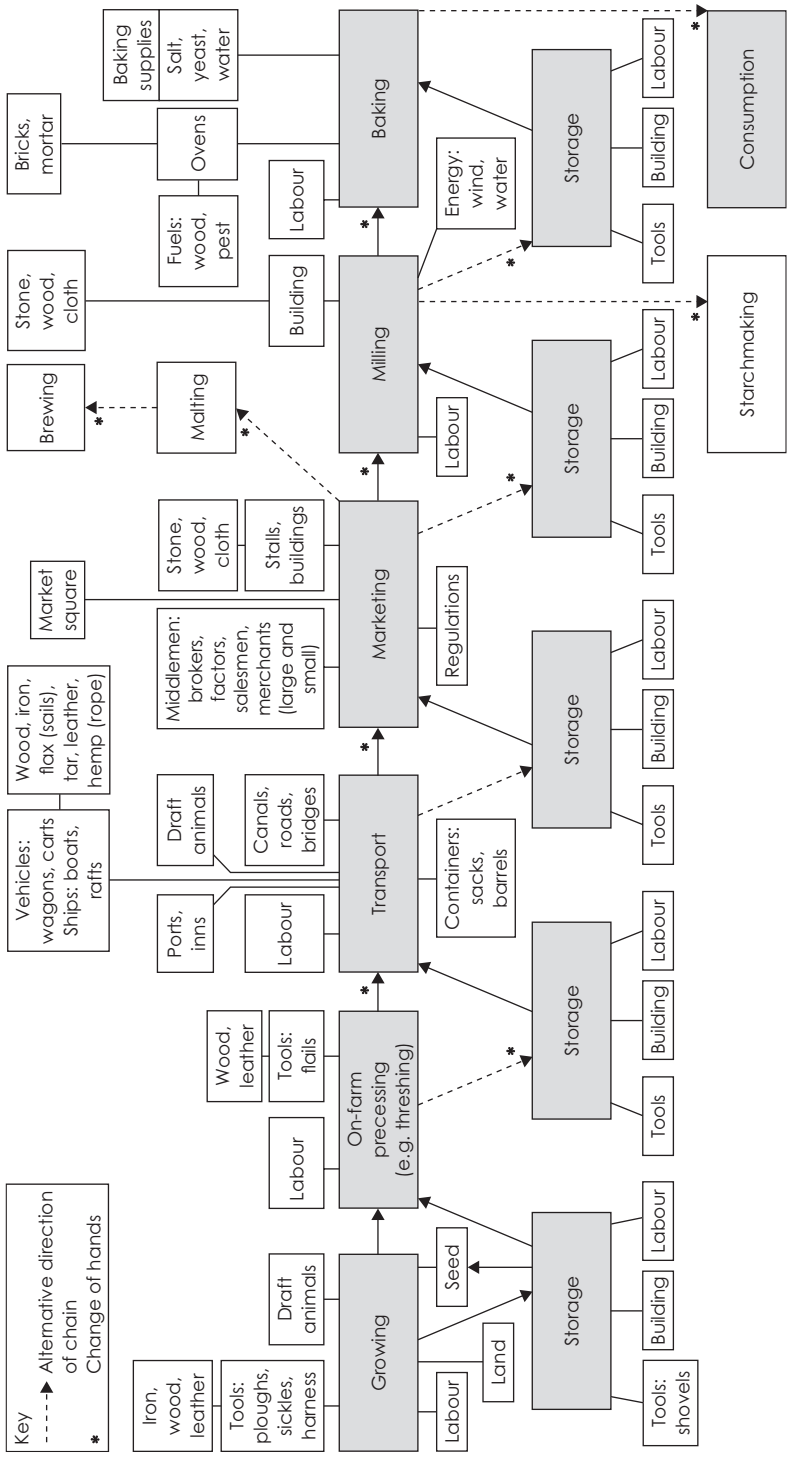 Key
Alternative direction
of chain
* Change of hands
Iron,
wood,
leather
Tools:
ploughs,
sickles,
harness
Draft
animals
Growing
Labour
Land
Seed
Storage
Tools:
shovels
Building
Labour
Labour
Wood,
leather
Tools:
flails
On-farm
precessing
(e.g. threshing)
*
*
Storage
Tools
Building
Labour
Vehicles:
wagons, carts
Ships: boats,
rafts
Wood, iron,
flax (sails),
tar, leather,
hemp (rope)
Ports,
inns
Draft
animals
Labour
Canals,
roads,
bridges
Transport
*
Containers:
sacks,
barrels
Storage
Tools
Building
Labour
Market
square
Middlemen:
brokers,
factors,
salesmen,
merchants
(large and
small)
Stone,
wood,
cloth
Stalls,
buildings
Marketing
*
*
Regulations
Storage
Tools
Building
Labour
Brewing
*
Malting
*
Stone,
wood,
cloth
Building
Milling
*
Labour
Energy:
wind,
water
*
Storage
Tools
Building
Labour
*
Starchmaking
Bricks,
mortar
Baking
supplies
Salt,
yeast,
water
Ovens
Fuels:
wood,
pest
Labour
Baking
*
Consumption